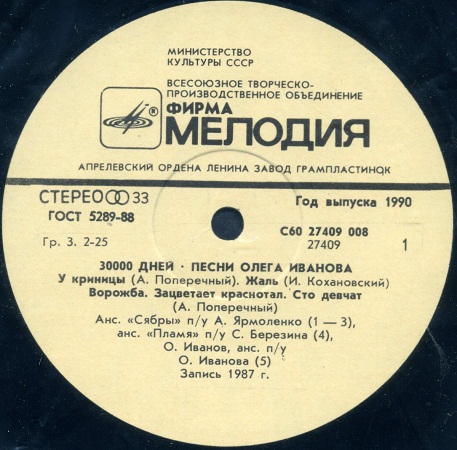 МИНИСТЕРСТВО
КУЛЬТУРЫ СССР
ВСЕСОЮЗНОЕ ТВОРЧЕСКО-
ПРОИЗВОДСТВЕННОЕ ОБЪЕДИНЕНИЕ
® ФИРМА
МЕЛОДИЯ
АПРЕЛЕВСКИЙ ОРДЕНА ЛЕНИНА ЗАВОД ГРАМПЛАСТИНОК
СТЕРЕО 33
Год выпуска 1990
ГОСТ 5289-88
С60 27409 008
Гр. 3. 2-25
27409
1
30000 ДНЕЙ · ПЕСНИ ОЛЕГА ИВАНОВА
У криницы (А. Поперечный). Жаль (И. Кохановский)
Ворожба. Зацветает краснотал. Сто девчат
(А. Поперечный)
Анс. «Сябры» п/у А. Ярмоленко (1—3),
анс. «Пламя» п/у С. Березина (4),
О. Иванов, анс. п/у
О. Иванова (5)
Запись 1987 г.